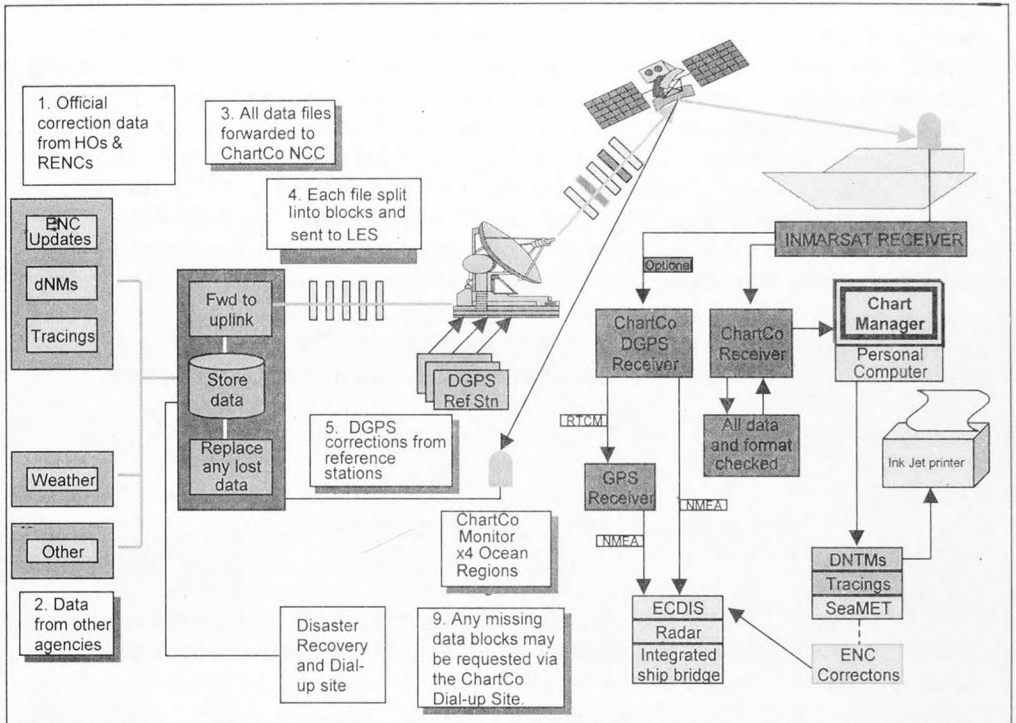 1. Official
correction data
from HOs &
RENCs
3. All data files
forwarded to
ChartCo NCC
4. Each file split
Iinto blocks and
sent to LES
ENC
Updates
dNMs
Tracings
Fwd to
uplink
Store
data
Replace
any lost
data
DGPS
Ref Stn
5. DGPS
corrections from
reference
stations
Weather
Other
2. Data
from other
agencies
Disaster
Recovery
and Dial-
up site
ChartCo
Monitor
x4 Ocean
Regions
9. Any missing
data blocks may
be requested via
the ChartCo
Dial-up Site.
INMARSAT RECEIVER
Optional
ChartCo
DGPS
Receiver
ChartCo
Receiver
Chart
Manager
Personal
Computer
RTCM
All data
and format
checked
Ink Jet printer
GPS
Receiver
NMEA
NMEA
ECDIS
Radar
Integrated
ship bridge
DNTMs
Tracings
SeaMET
ENC
Correctons